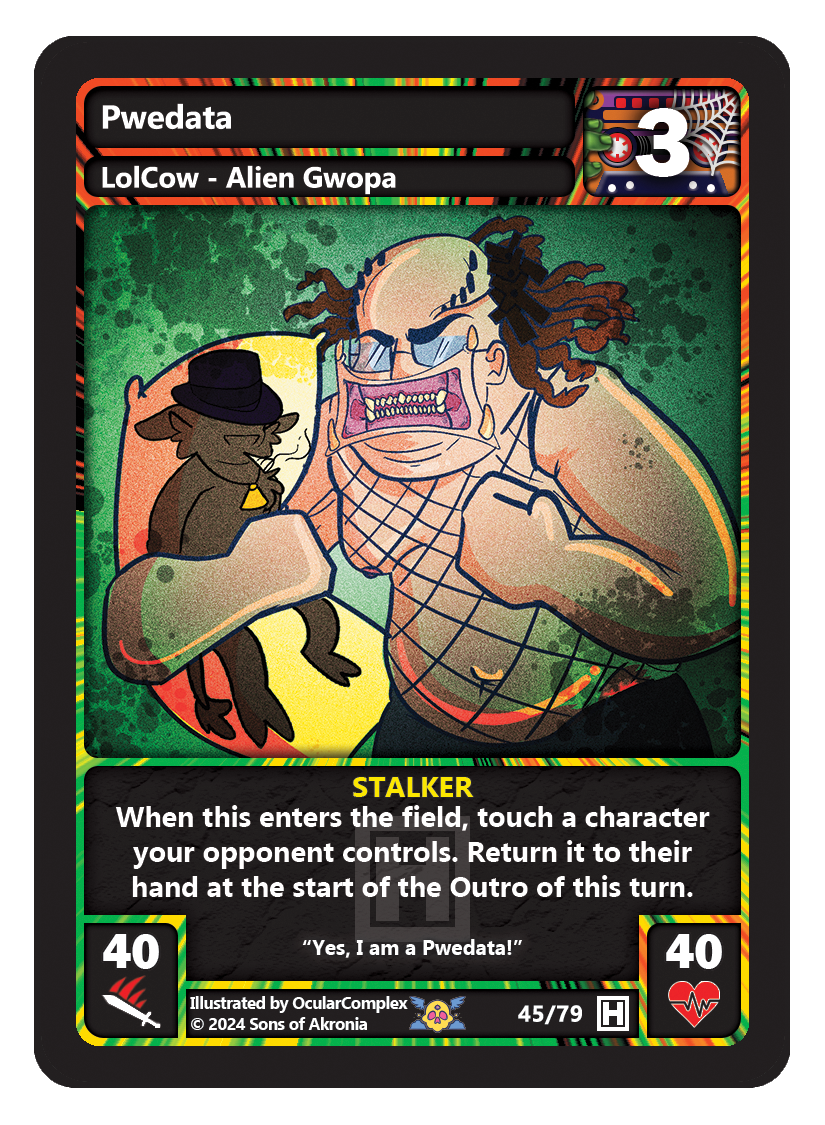 Pwedata
3
LolCow - Alien Gwopa
STALKER
When this enters the field, touch a character
your opponent controls. Return it to their
hand at the start of the Outro of this turn.
“Yes, I am a Pwedata!”
40
40
Illustrated by OcularComplex
© 2024 Sons of Akronia
45/79
H